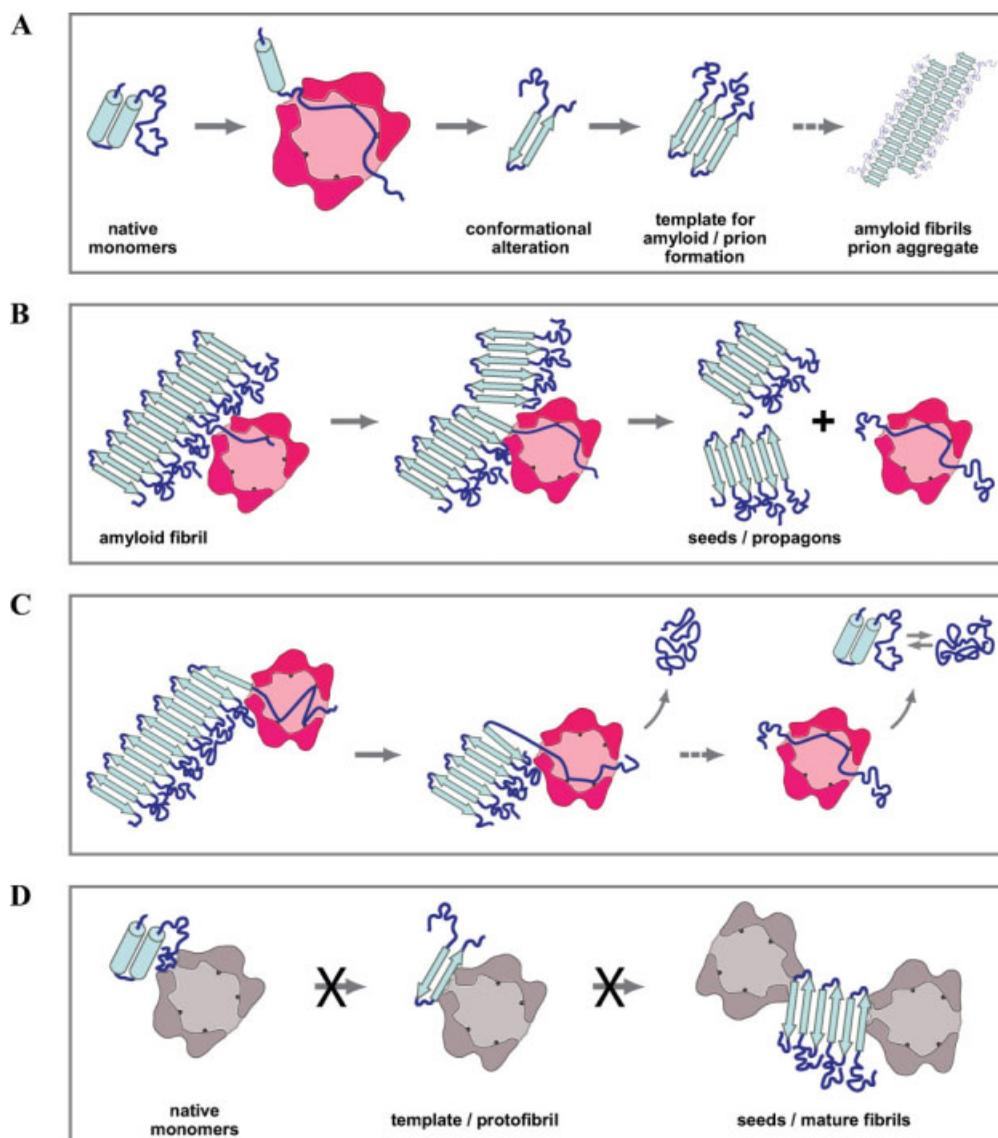 A
native
monomers
conformational
alteration
template for
amyloid / prion
formation
amyloid fibrils
prion aggregate
B
amyloid fibril
+
seeds / propagons
C
D
X
X
native
monomers
template / protofibril
seeds / mature fibrils